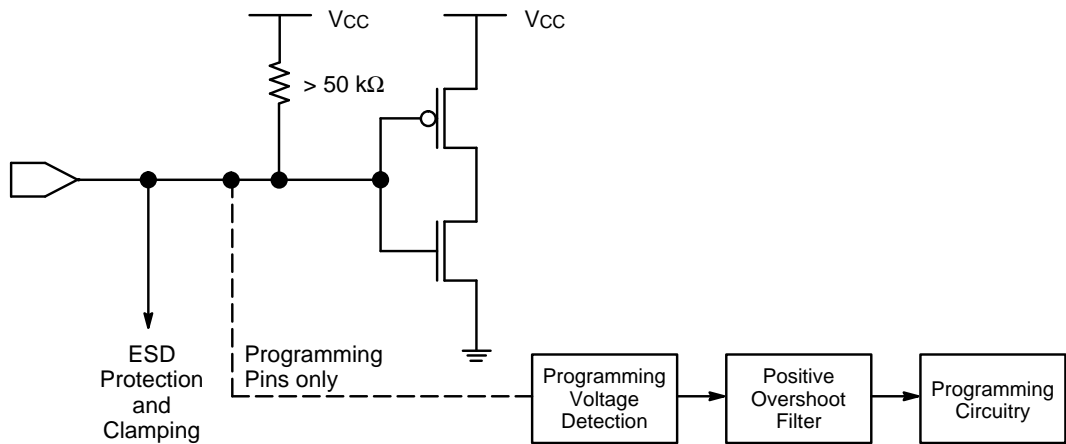 VCC
VCC
> 50 kΩ
ESD
Protection
and
Clamping
Programming
Pins only
Programming
Voltage
Detection
Positive
Overshoot
Filter
Programming
Circuitry